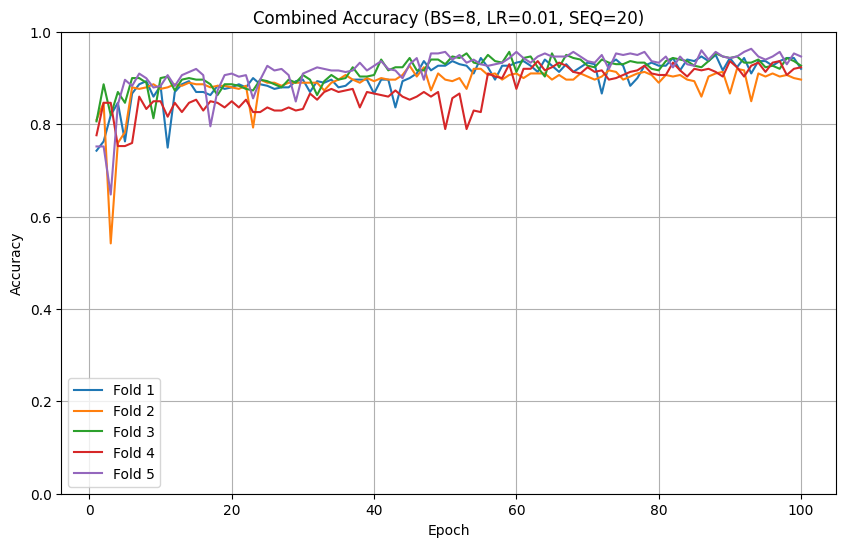 Combined Accuracy (BS=8, LR=0.01, SEQ=20)
1.0
0.8
0.6
0.4
0.2
0.0
Accuracy
Fold 1
Fold 2
Fold 3
Fold 4
Fold 5
0 20 40 60 80 100
Epoch